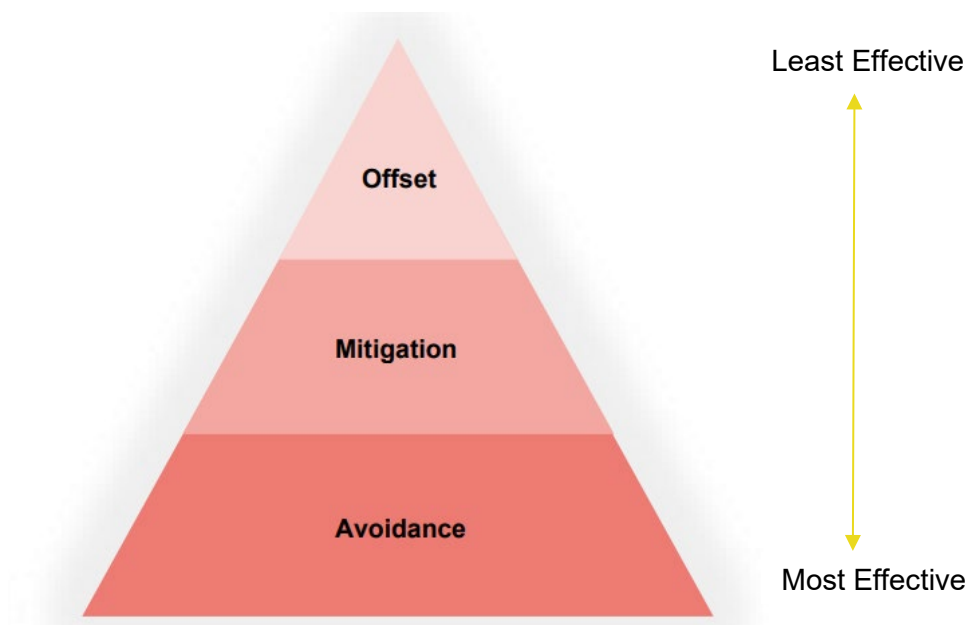 Least Effective
Offset
Mitigation
Avoidance
Most Effective